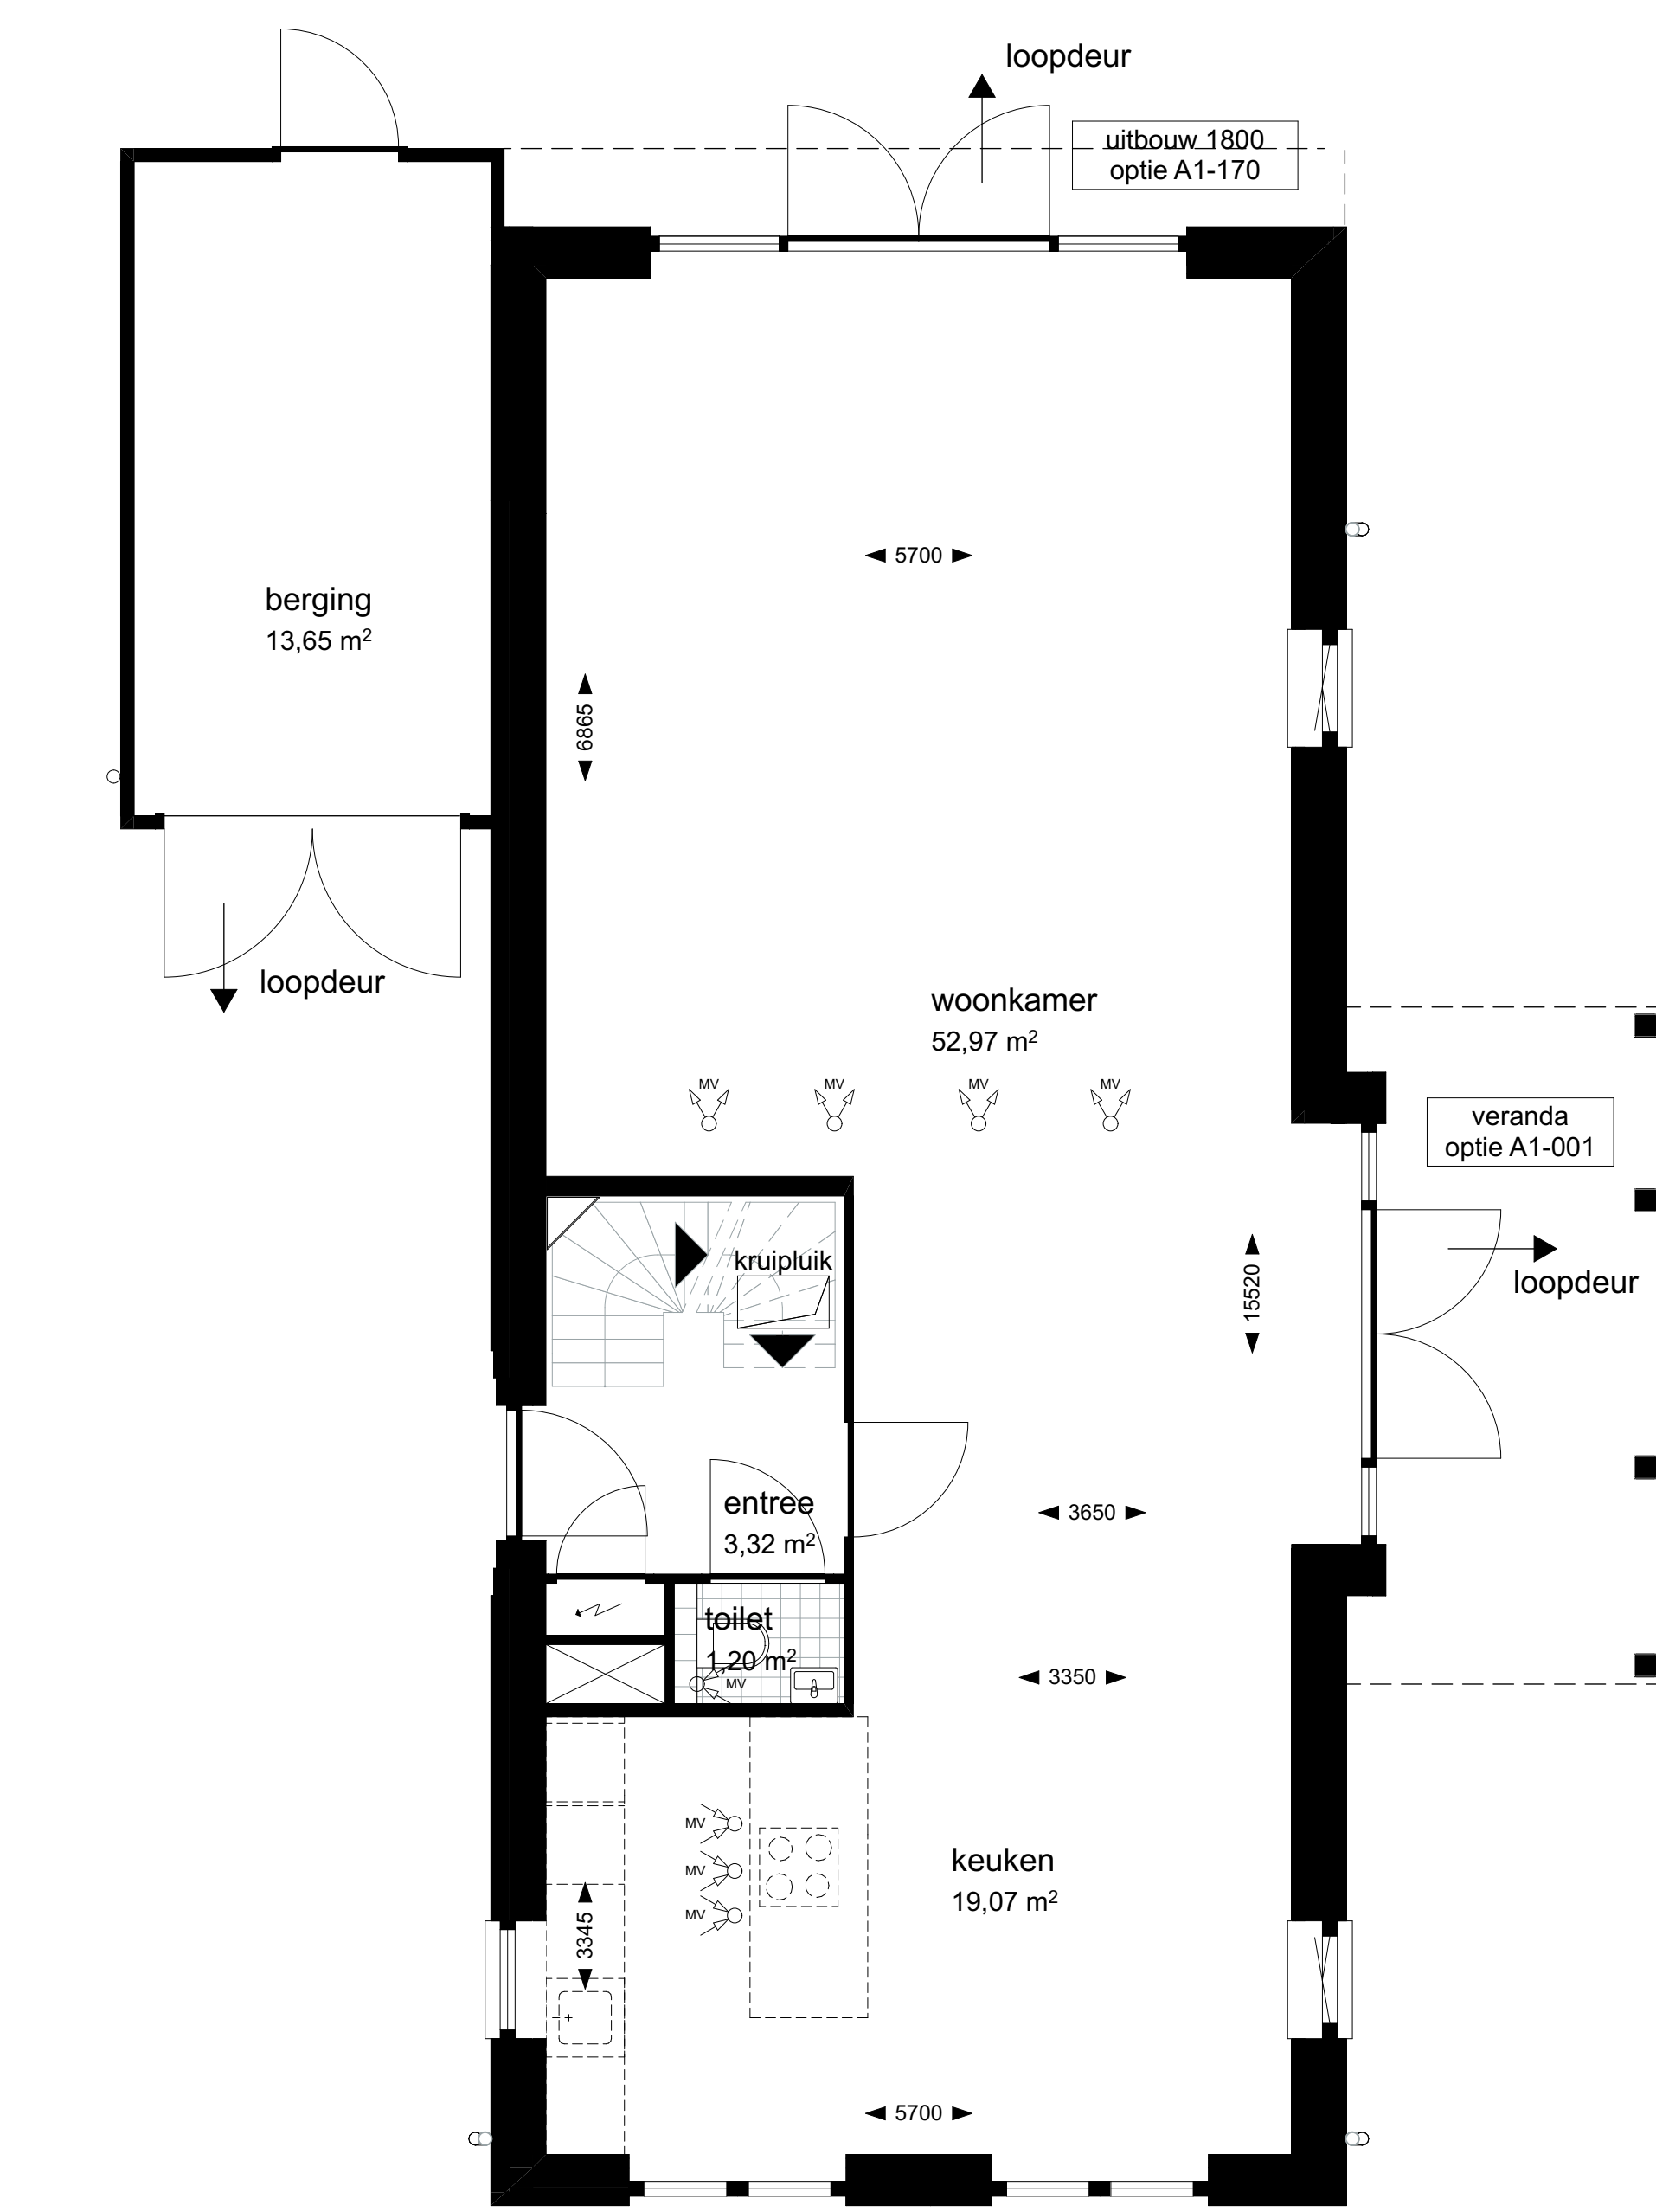 loopdeur
uitbouw 1800
optie A1-170
5700
berging
13,65 m²
6865
loopdeur
woonkamer
52,97 m²
MV
MV
MV
MV
veranda
optie A1-001
kruipluik
15520
loopdeur
entree
3,32 m²
3650
toilet
1,20 m²
MV
3350
MV
keuken
MV
19,07 m²
MV
3345
5700